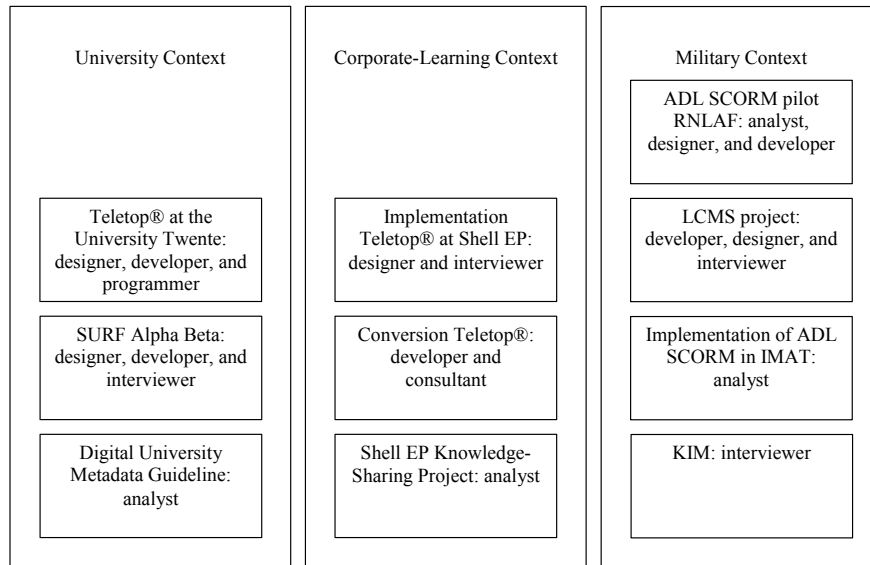 University Context
Teletop® at the
University Twente:
designer, developer, and
programmer
SURF Alpha Beta:
designer, developer, and
interviewer
Digital University
Metadata Guideline:
analyst
Corporate-Learning Context
Implementation
Teletop® at Shell EP:
designer and interviewer
Conversion Teletop®:
developer and
consultant
Shell EP Knowledge-
Sharing Project: analyst
Military Context
ADL SCORM pilot
RNLAF: analyst,
designer, and developer
LCMS project:
developer, designer, and
interviewer
Implementation of ADL
SCORM in IMAT:
analyst
KIM: interviewer